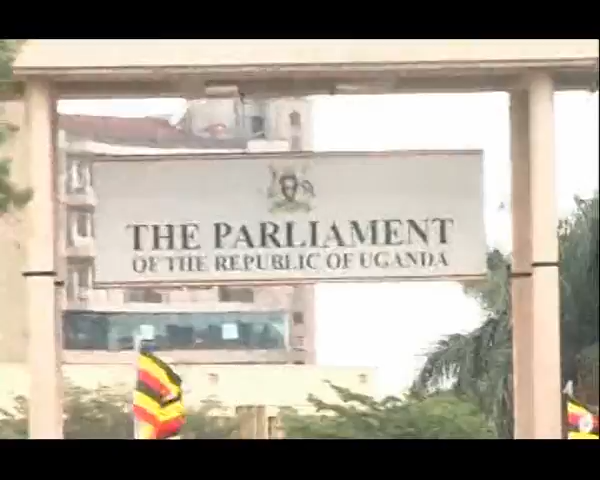 THE PARLIAMENT
OF THE REPUBLIC OF UGANDA